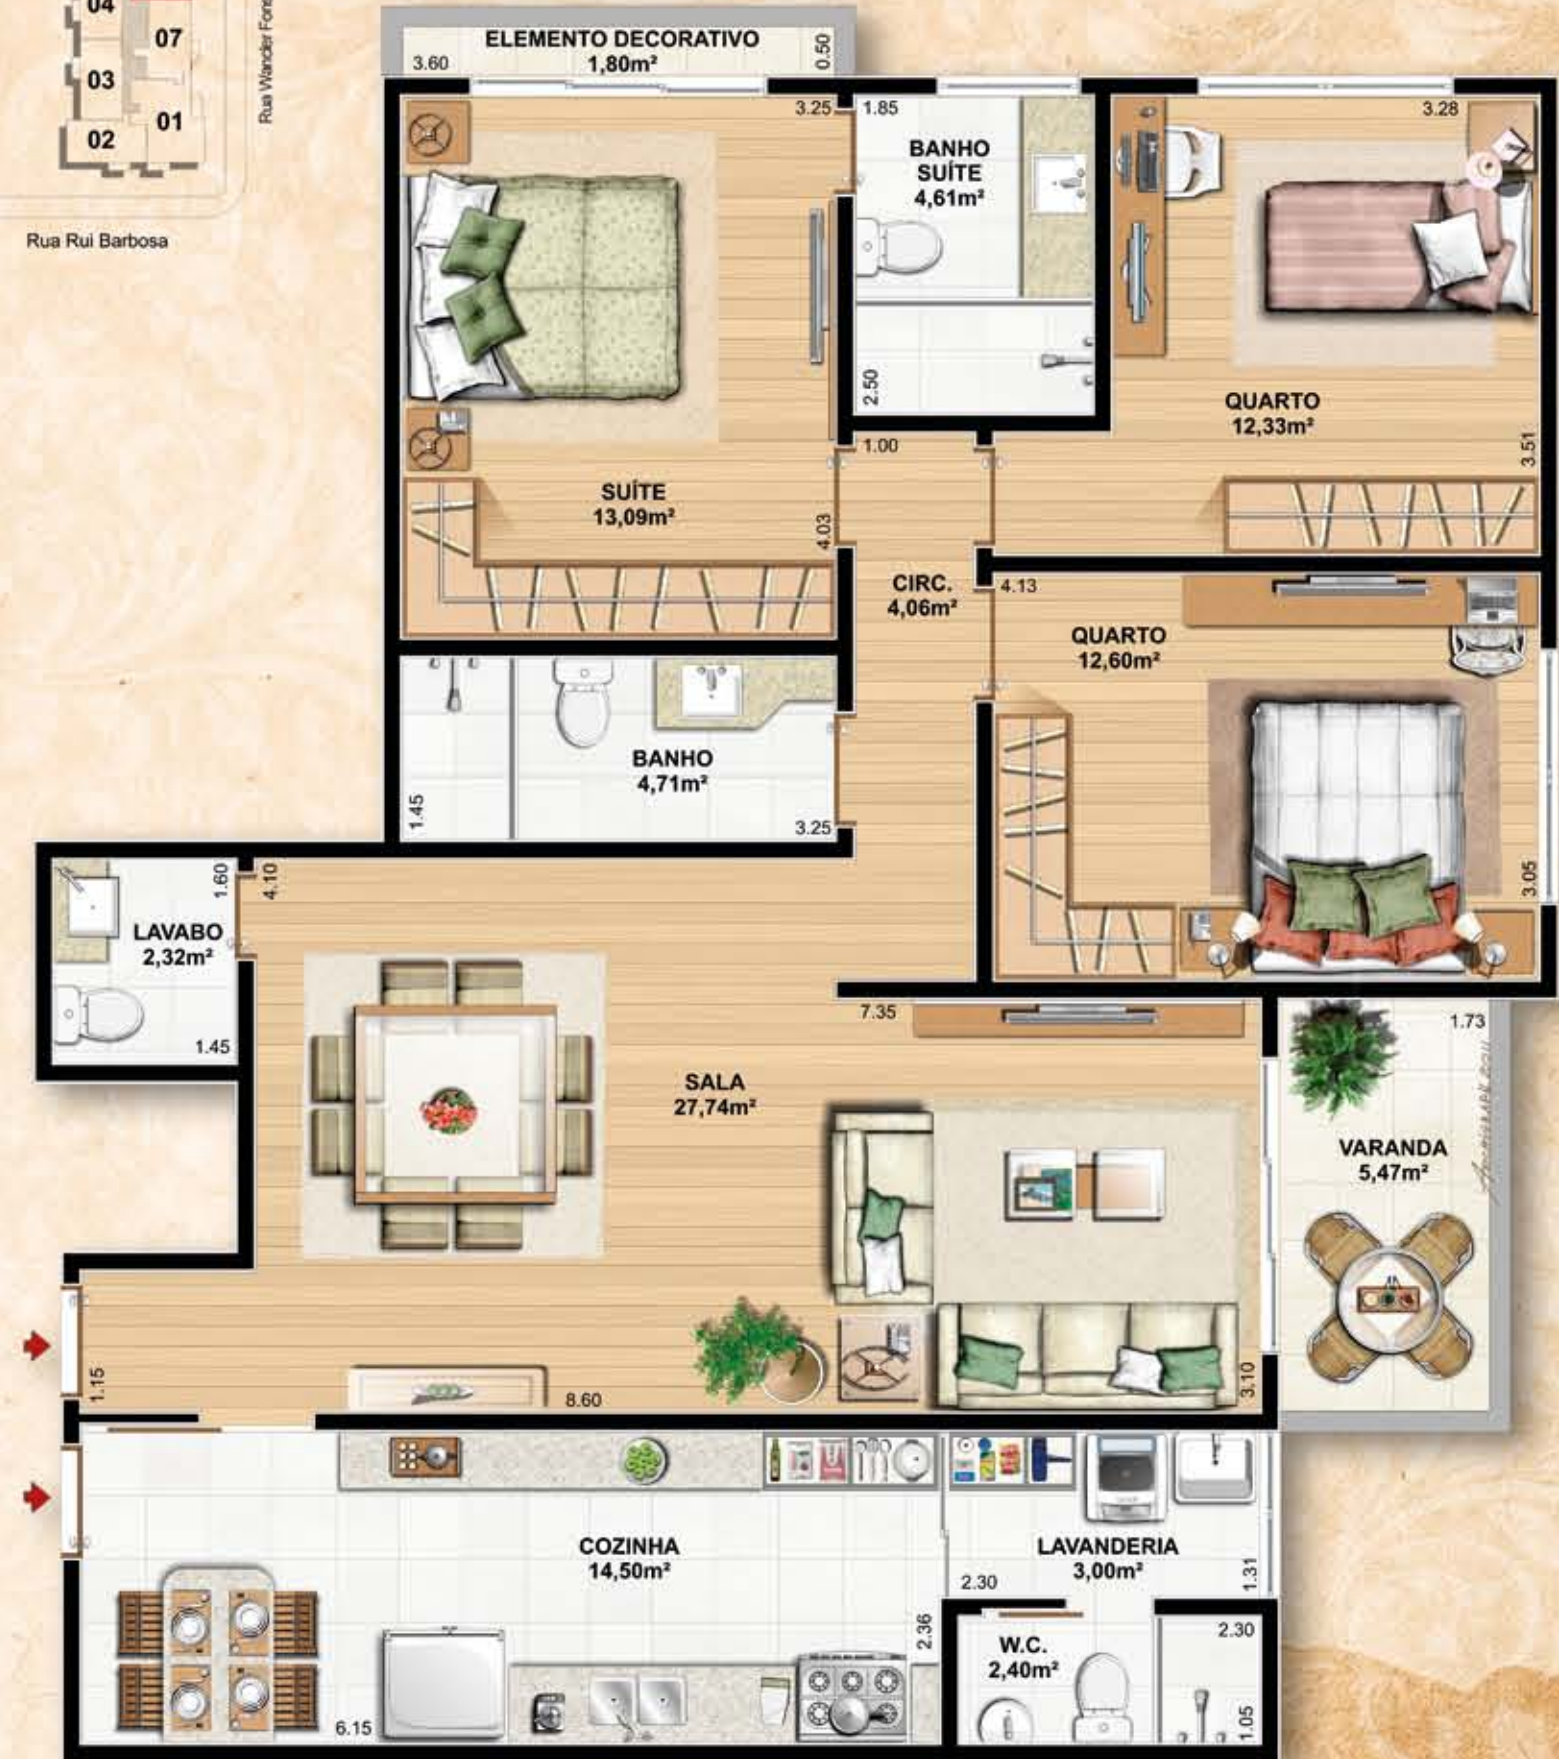 04
07
03
01
02
Rua Rui Barbosa
ELEMENTO DECORATIVO
3.60
1,80m²
0.50
3.25
1.85
BANHO
SUÍTE
4,61m²
2.50
3.28
QUARTO
12,33m²
3.51
1.00
SUÍTE
13,09m²
4.03
CIRC.
4,06m²
4.13
QUARTO
12,60m²
3.05
BANHO
4,71m²
1.45
3.25
1.60
4.10
LAVABO
2,32m²
1.45
7.35
1.73
SALA
27,74m²
VARANDA
5,47m²
1.15
8.60
3.10
COZINHA
14,50m²
LAVANDERIA
3,00m²
2.30
1.31
2.36
W.C.
2,40m²
2.30
6.15
1.05